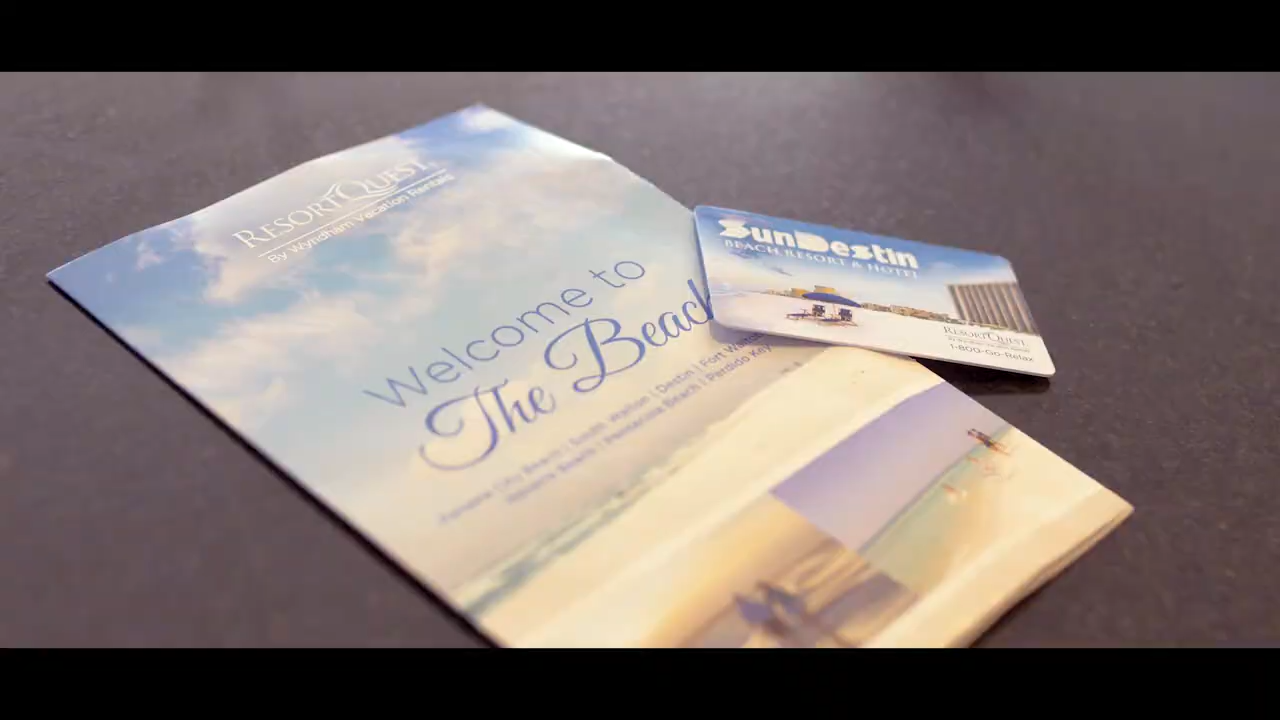 RESORTQUEST
By Wyndham Vacation Rentals
Welcome to
The Beach
Panama City Beach | South Walton | Destin | Fort Walton
Navarre Beach | Pensacola Beach | Perdido Key
SunDestin
BEACH RESORT & HOTEL
RESORTQUEST
1-800-Go-Relax